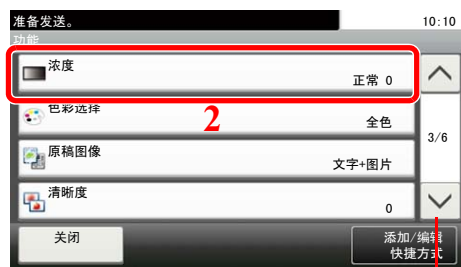 准备发送。 10:10
功能
浓度
正常 0
色彩选择
全色
2
3/6
原稿图像
文字+图片
清晰度
0
关闭
添加/编辑
快捷方式